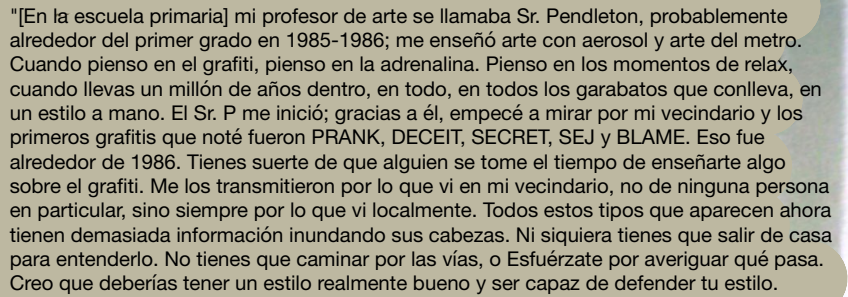 "[En la escuela primaria] mi profesor de arte se llamaba Sr. Pendleton, probablemente
alrededor del primer grado en 1985-1986; me enseñó arte con aerosol y arte del metro.
Cuando pienso en el grafiti, pienso en la adrenalina. Pienso en los momentos de relax,
cuando llevas un millón de años dentro, en todo, en todos los garabatos que conlleva, en
un estilo a mano. El Sr. P me inició; gracias a él, empecé a mirar por mi vecindario y los
primeros grafitis que noté fueron PRANK, DECEIT, SECRET, SEJ y BLAME. Eso fue
alrededor de 1986. Tienes suerte de que alguien se tome el tiempo de enseñarte algo
sobre el grafiti. Me los transmitieron por lo que vi en mi vecindario, no de ninguna persona
en particular, sino siempre por lo que vi localmente. Todos estos tipos que aparecen ahora
tienen demasiada información inundando sus cabezas. Ni siquiera tienes que salir de casa
para entenderlo. No tienes que caminar por las vías, o Esfuérzate por averiguar qué pasa.
Creo que deberías tener un estilo realmente bueno y ser capaz de defender tu estilo.